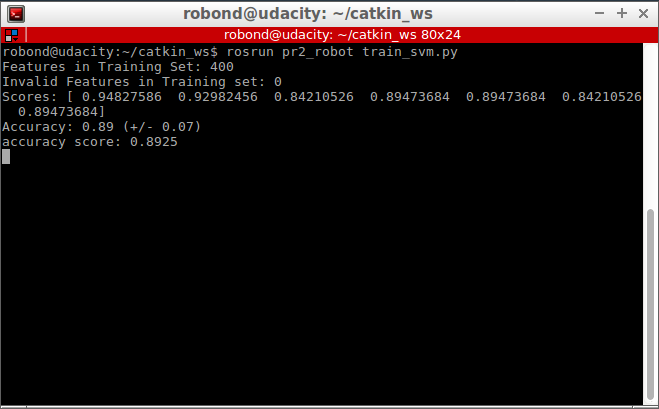 robond@udacity: ~/catkin_ws
robond@udacity: ~/catkin_ws 80x24
robond@udacity:~/catkin_ws$ rosrun pr2_robot train_svm.py
Features in Training Set: 400
Invalid Features in Training set: 0
Scores: [ 0.94827586  0.92982456  0.84210526  0.89473684  0.89473684  0.84210526
  0.89473684]
Accuracy: 0.89 (+/- 0.07)
accuracy score: 0.8925